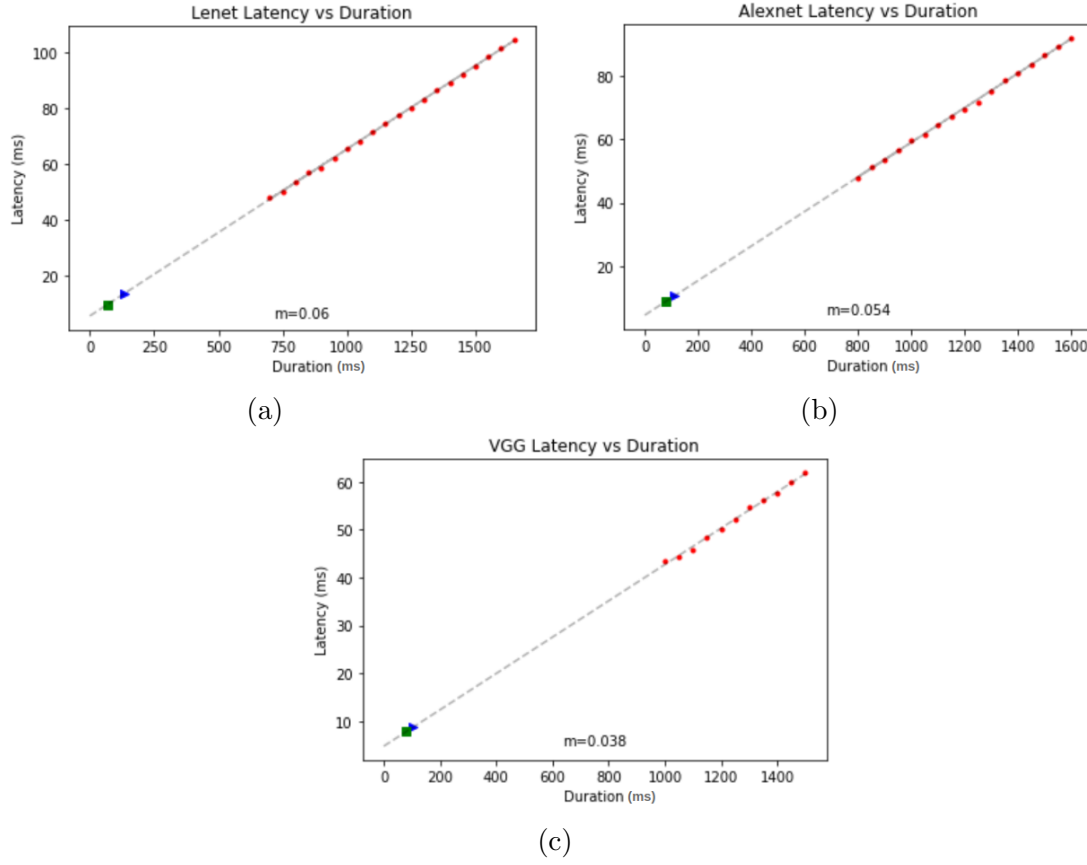 Lenet Latency vs Duration
Latency (ms)
100
80
60
40
20
m=0.06
0 250 500 750 1000 1250 1500
Duration (ms)
(a)
Alexnet Latency vs Duration
Latency (ms)
80
60
40
20
m=0.054
0 200 400 600 800 1000 1200 1400 1600
Duration (ms)
(b)
VGG Latency vs Duration
Latency (ms)
60
50
40
30
20
10
m=0.038
0 200 400 600 800 1000 1200 1400
Duration (ms)
(c)